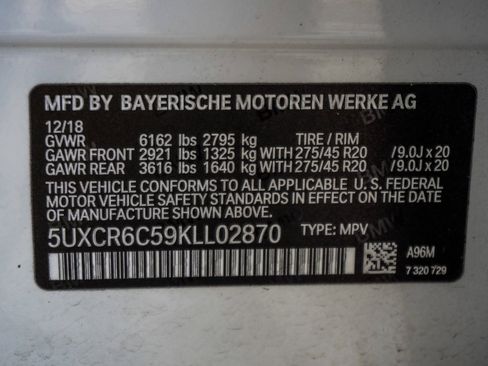 MFD BY BAYERISCHE MOTOREN WERKE AG
12/18
GVWR 6162 lbs 2795 kg TIRE / RIM
GAWR FRONT 2921 lbs 1325 kg WITH 275/45 R20 /9.0J x 20
GAWR REAR 3616 lbs 1640 kg WITH 275/45 R20 /9.0J x 20
THIS VEHICLE CONFORMS TO ALL APPLICABLE U. S. FEDERAL
MOTOR VEHICLE SAFETY STANDARDS IN EFFECT ON THE
DATE OF MANUFACTURE SHOWN ABOVE.
5UXCR6C59KLL02870 TYPE: MPV
A96M
7 320 729